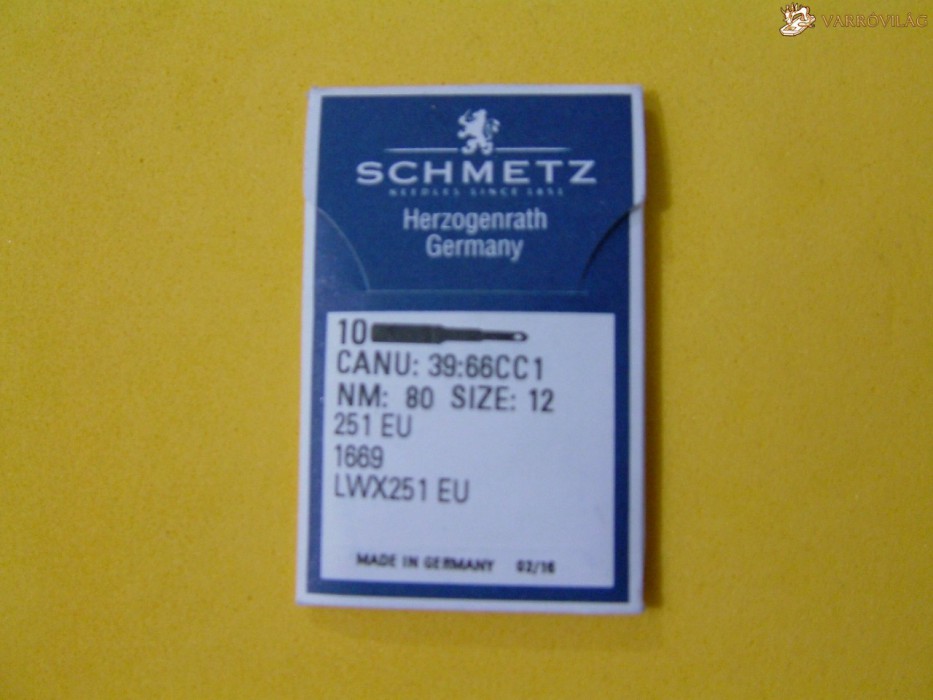 VARRÓVILÁG
SCHMETZ
NEEDLES SINCE 1851
Herzogenrath
Germany
10
CANU: 39:66CC1
NM: 80 SIZE: 12
251 EU
1669
LWX251 EU
MADE IN GERMANY 02/16